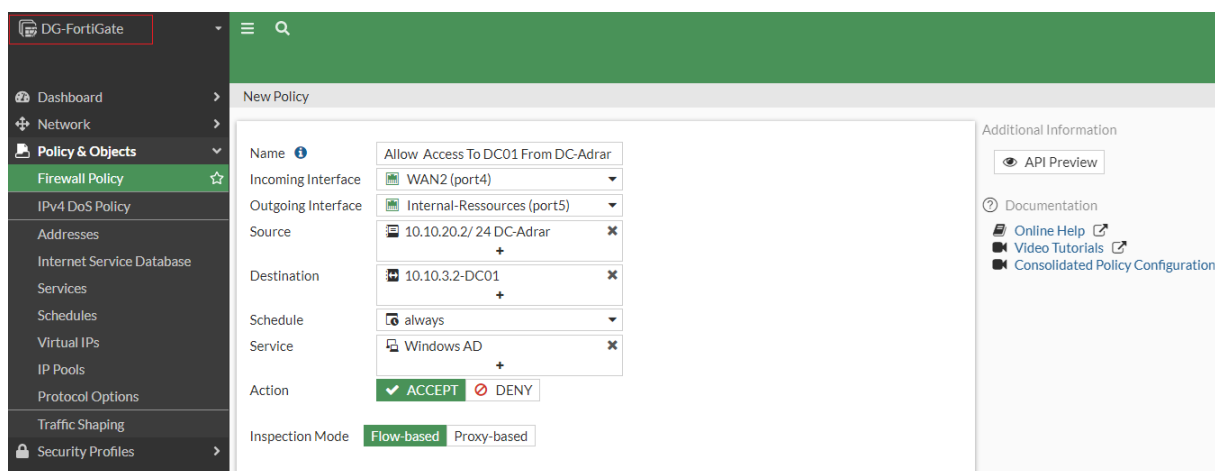 DG-FortiGate
Dashboard
Network
Policy & Objects
Firewall Policy
IPv4 DoS Policy
Addresses
Internet Service Database
Services
Schedules
Virtual IPs
IP Pools
Protocol Options
Traffic Shaping
Security Profiles
New Policy
Name Allow Access To DC01 From DC-Adrar
Incoming Interface WAN2 (port4)
Outgoing Interface Internal-Ressources (port5)
Source 10.10.20.2/ 24 DC-Adrar
+
Destination 10.10.3.2-DC01
+
Schedule always
Service Windows AD
+
Action ACCEPT DENY
Inspection Mode Flow-based Proxy-based
Additional Information
API Preview
Documentation
Online Help
Video Tutorials
Consolidated Policy Configuration